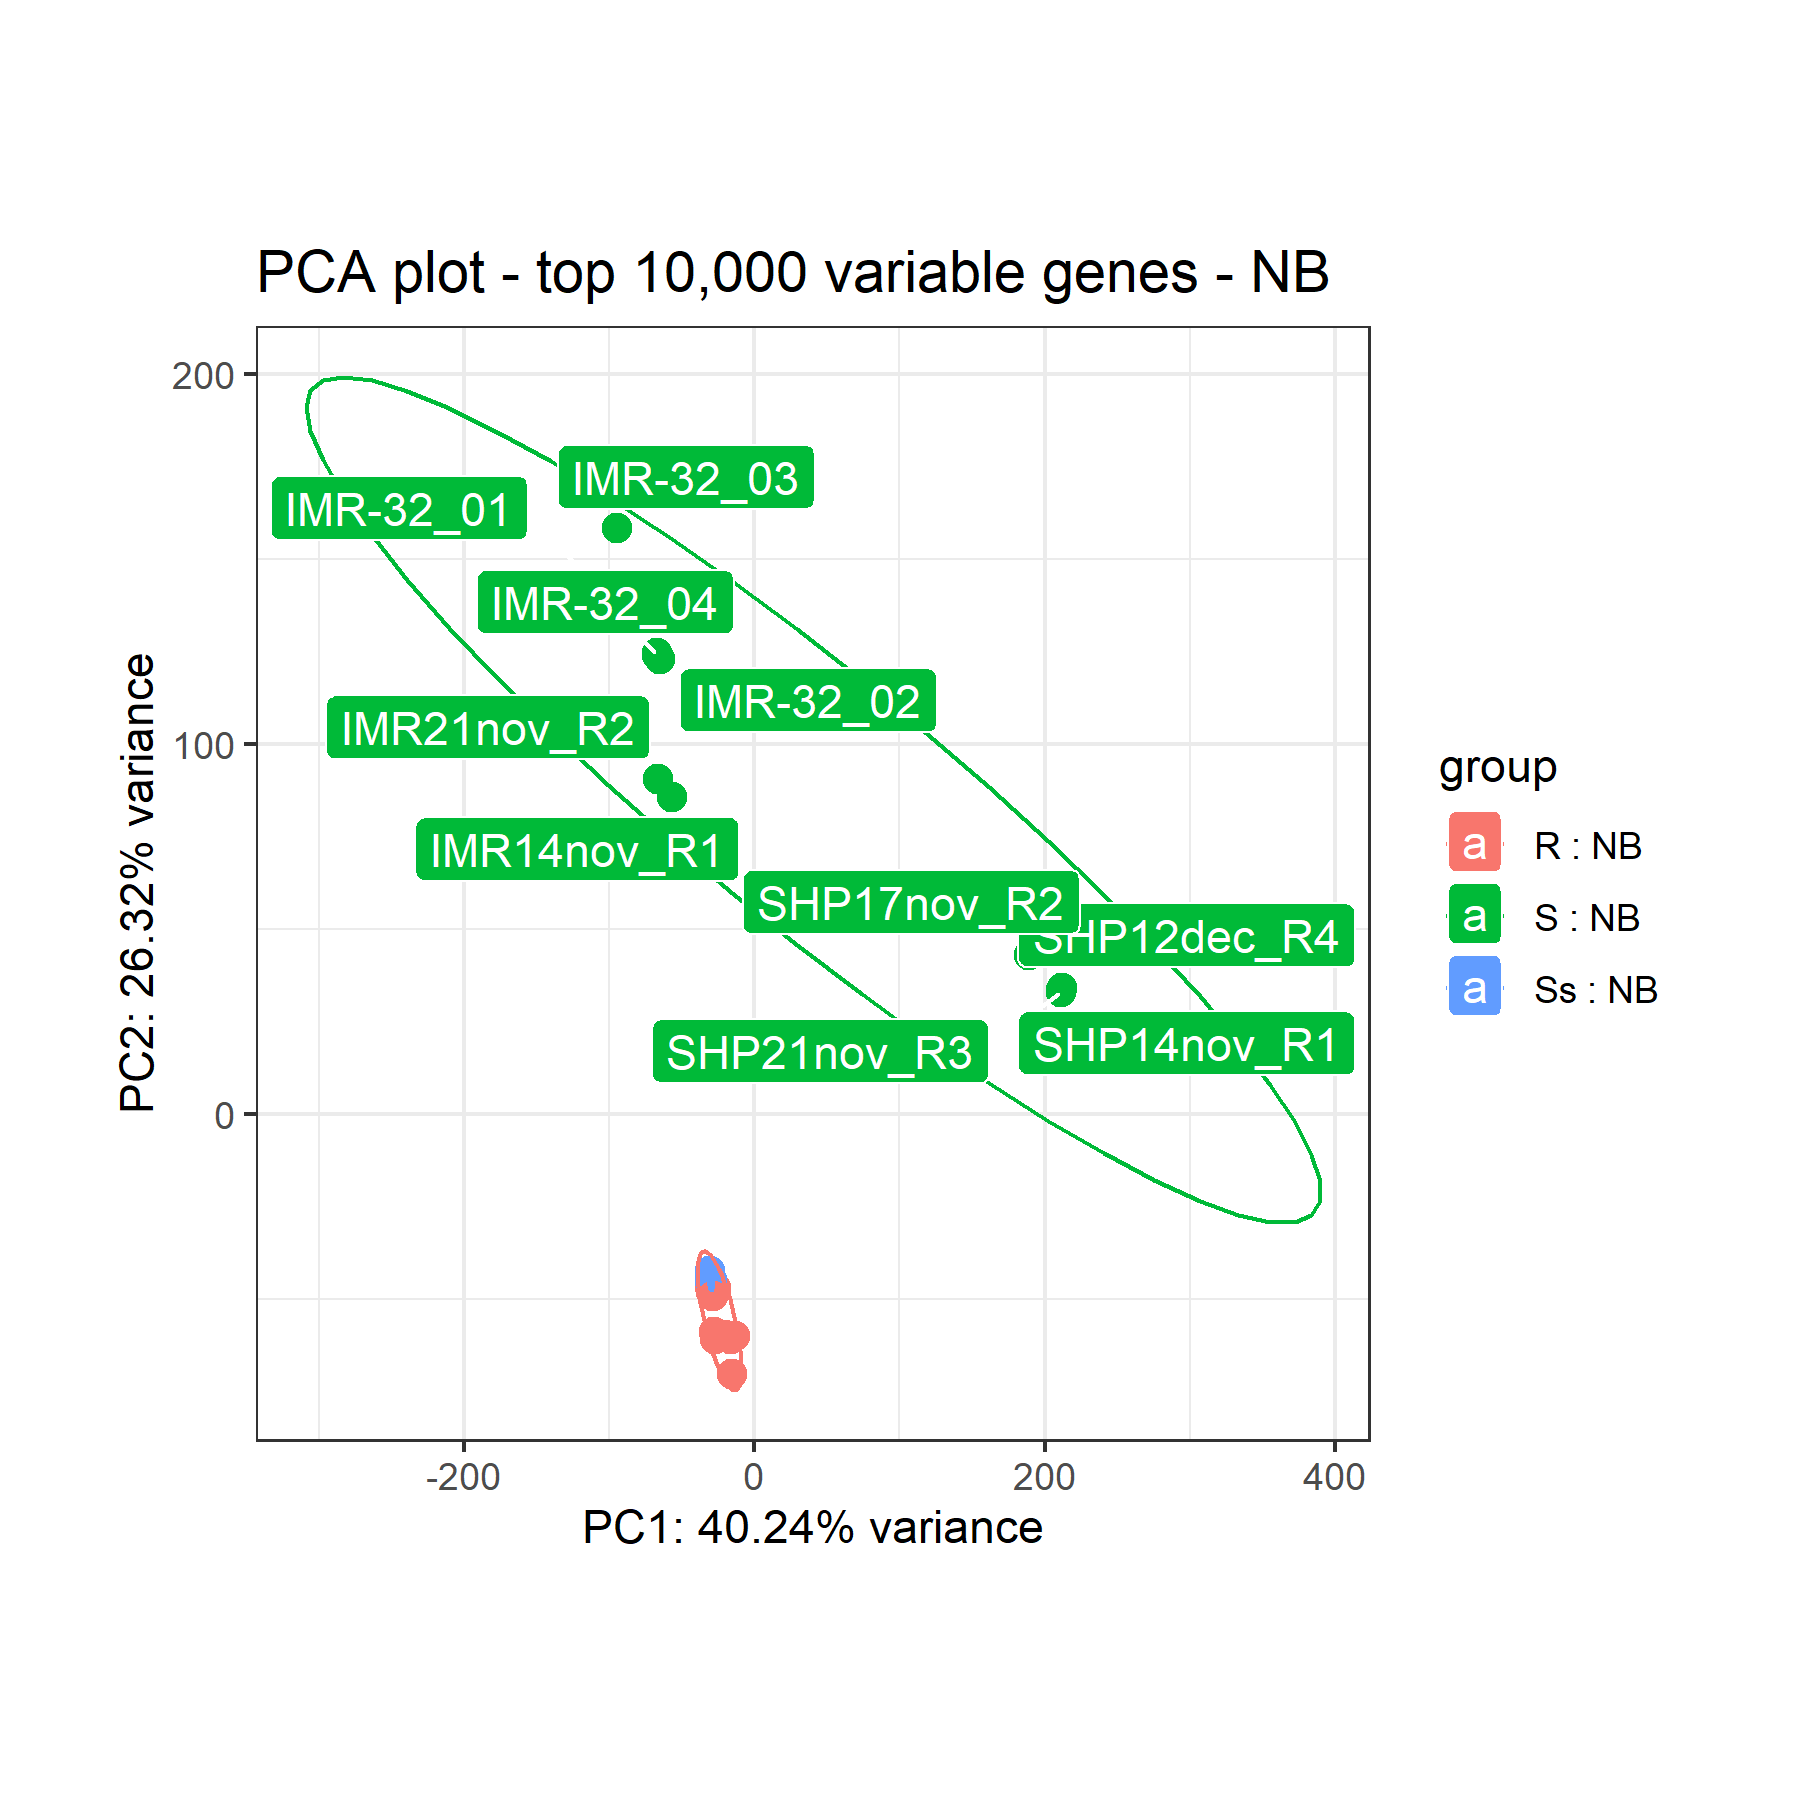 PCA plot - top 10,000 variable genes - NB
200
100
0
PC2: 26.32% variance
IMR-32_03
IMR-32_01
IMR-32_04
IMR-32_02
IMR21nov_R2
IMR14nov_R1
SHP17nov_R2
SHP12dec_R4
SHP21nov_R3
SHP14nov_R1
-200
0
200
400
PC1: 40.24% variance
group
a R : NB
a S : NB
a Ss : NB